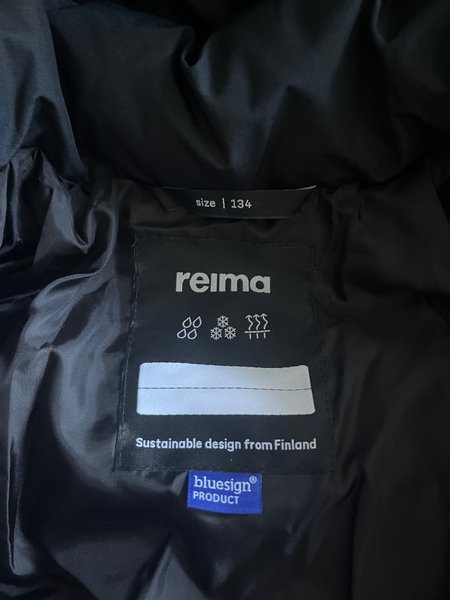 size | 134
reima
Sustainable design from Finland
bluesign®
PRODUCT